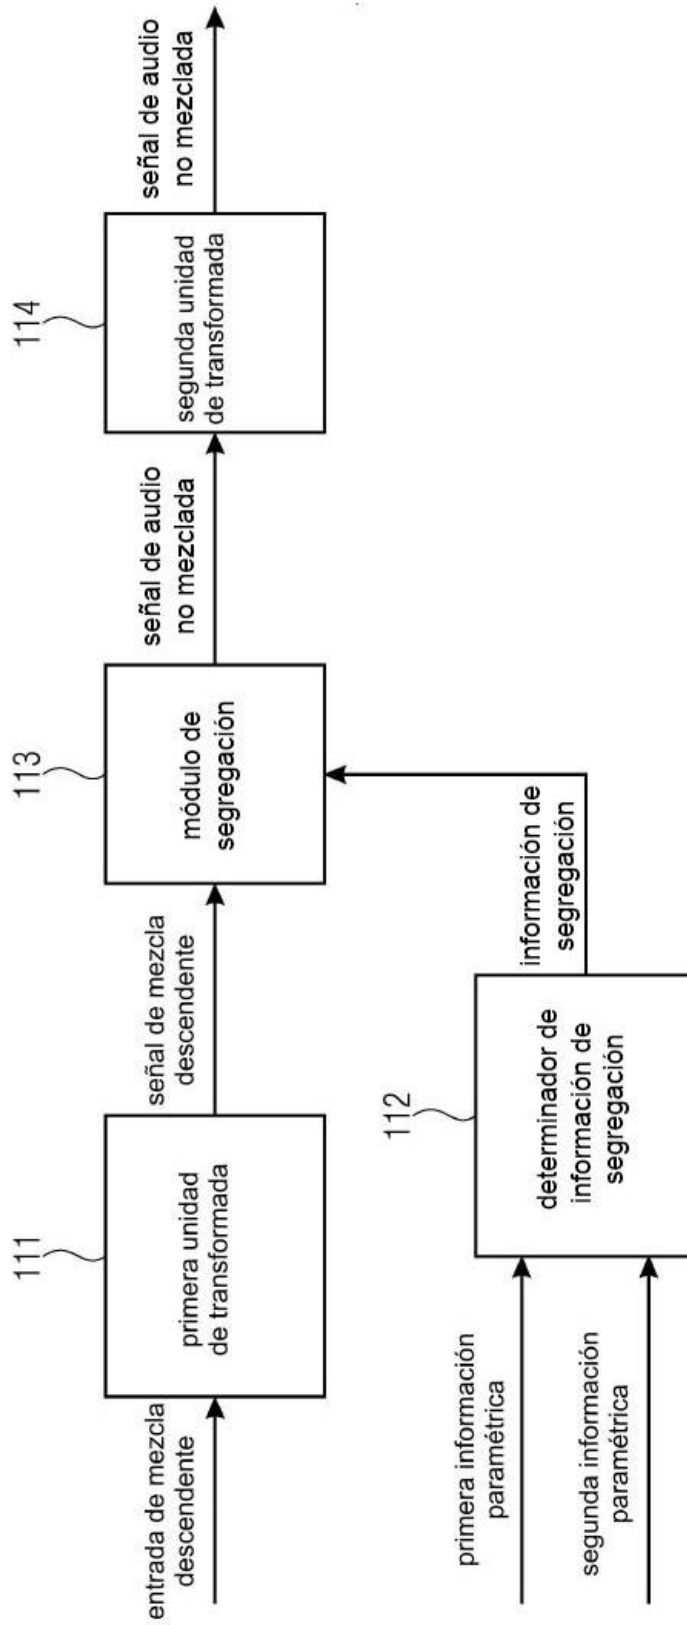 entrada de mezcla
descendente
111
primera unidad
de transformada
señal de mezcla
descendente
113
módulo de
segregación
señal de audio
no mezclada
114
segunda unidad
de transformada
señal de audio
no mezclada
primera información
paramétrica
segunda información
paramétrica
112
determinador de
información de
segregación
información de
segregación